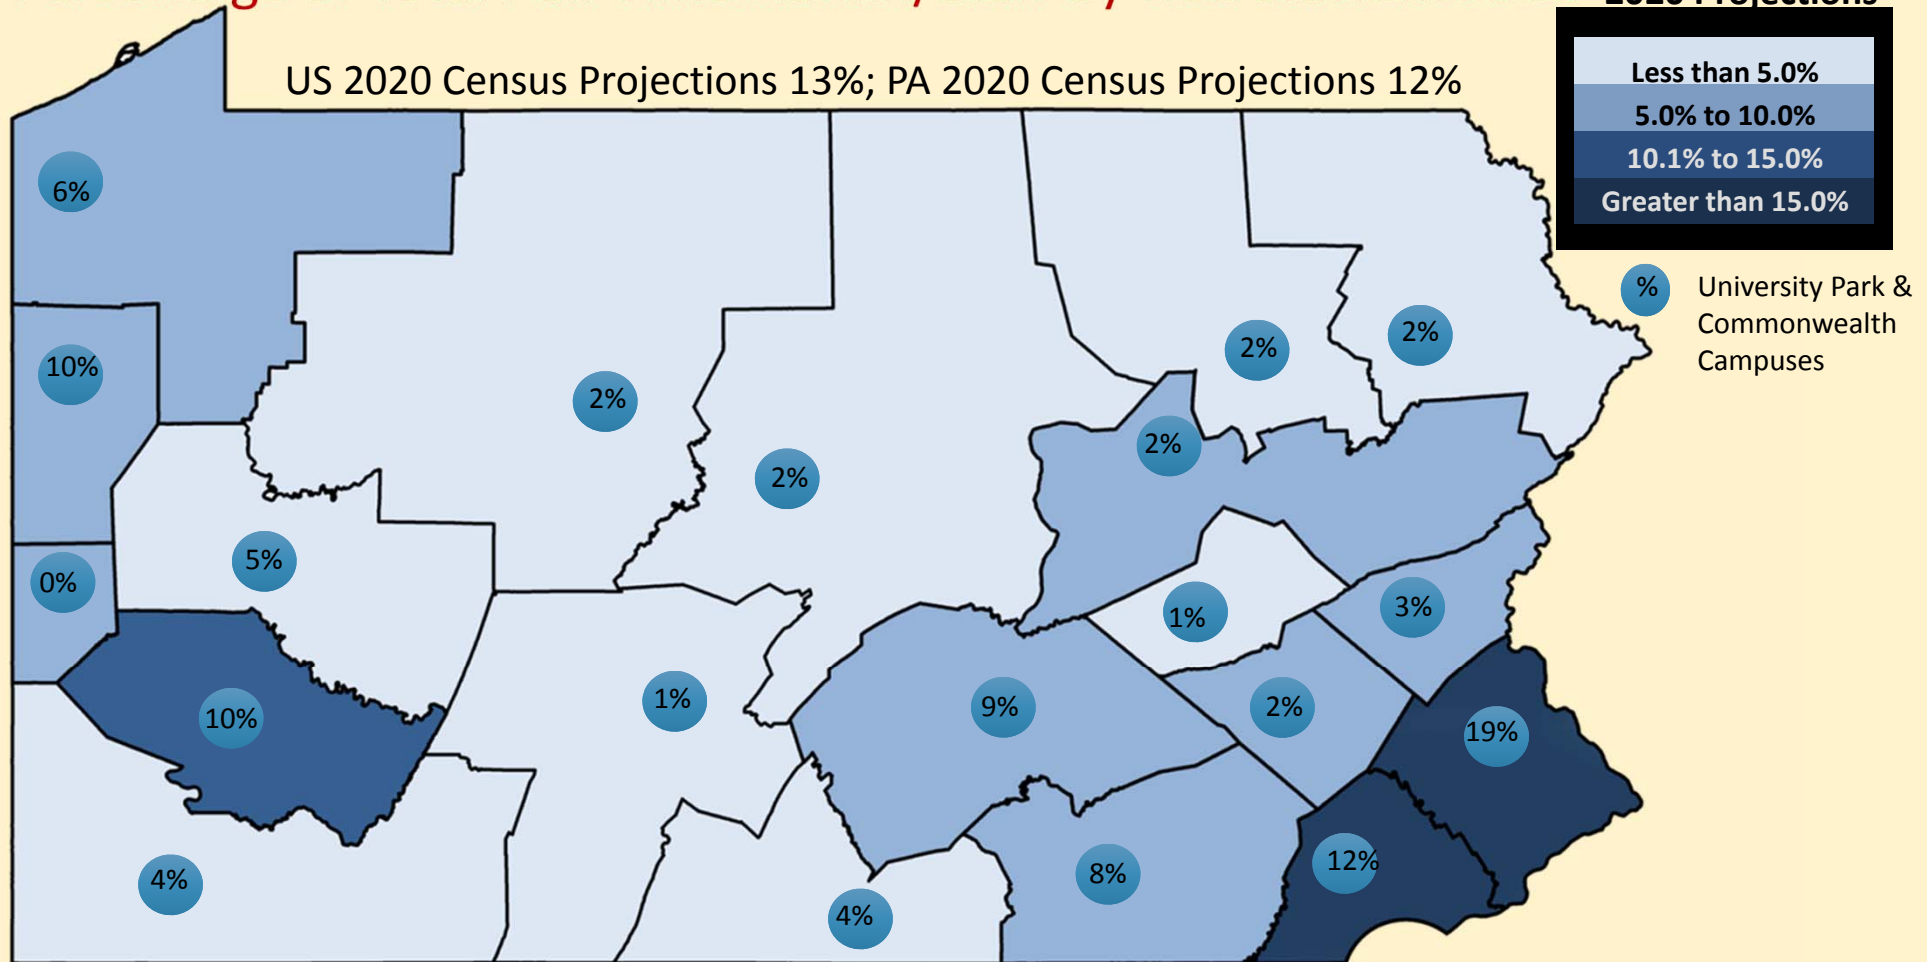 2020 Projections
US 2020 Census Projections 13%; PA 2020 Census Projections 12%
Less than 5.0%
5.0% to 10.0%
10.1% to 15.0%
Greater than 15.0%
% University Park &
Commonwealth
Campuses
6%
10%
2%
2%
2%
2%
2%
5%
0%
1%
3%
10%
1%
9%
2%
19%
4%
4%
8%
12%